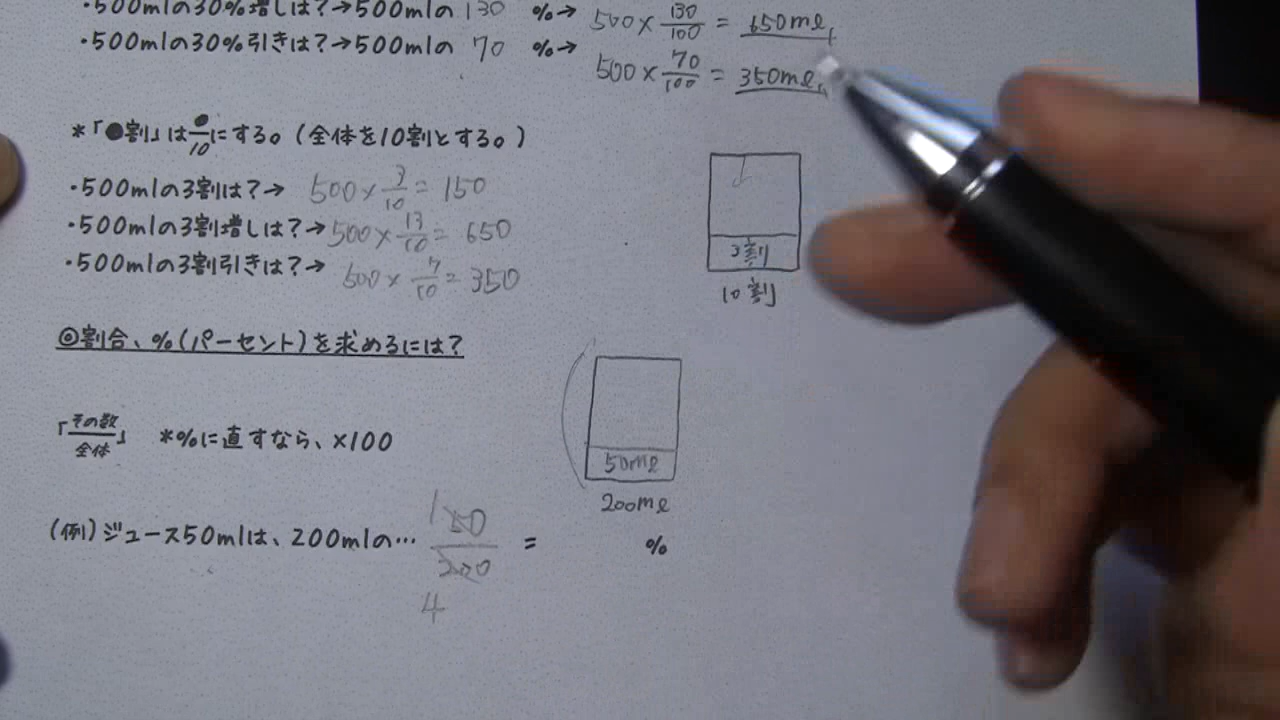 ・500mlの30%増しは?→500mlの 130 %→ 500×130/100 = 650mℓ
・500mlの30%引きは?→500mlの 70 %→ 500×70/100 = 350mℓ
*「●割」は●/10にする。(全体を10割とする。)
・500mlの3割は?→ 500×3/10 = 150
・500mlの3割増しは?→ 500×13/10 = 650
・500mlの3割引きは?→ 500×7/10 = 350
3割
10割
◎割合、%(パーセント)を求めるには?
「その数/全体」 *%に直すなら、×100
50mℓ
200mℓ
(例)ジュース50mlは、200mlの… 1 50/200 4 = %